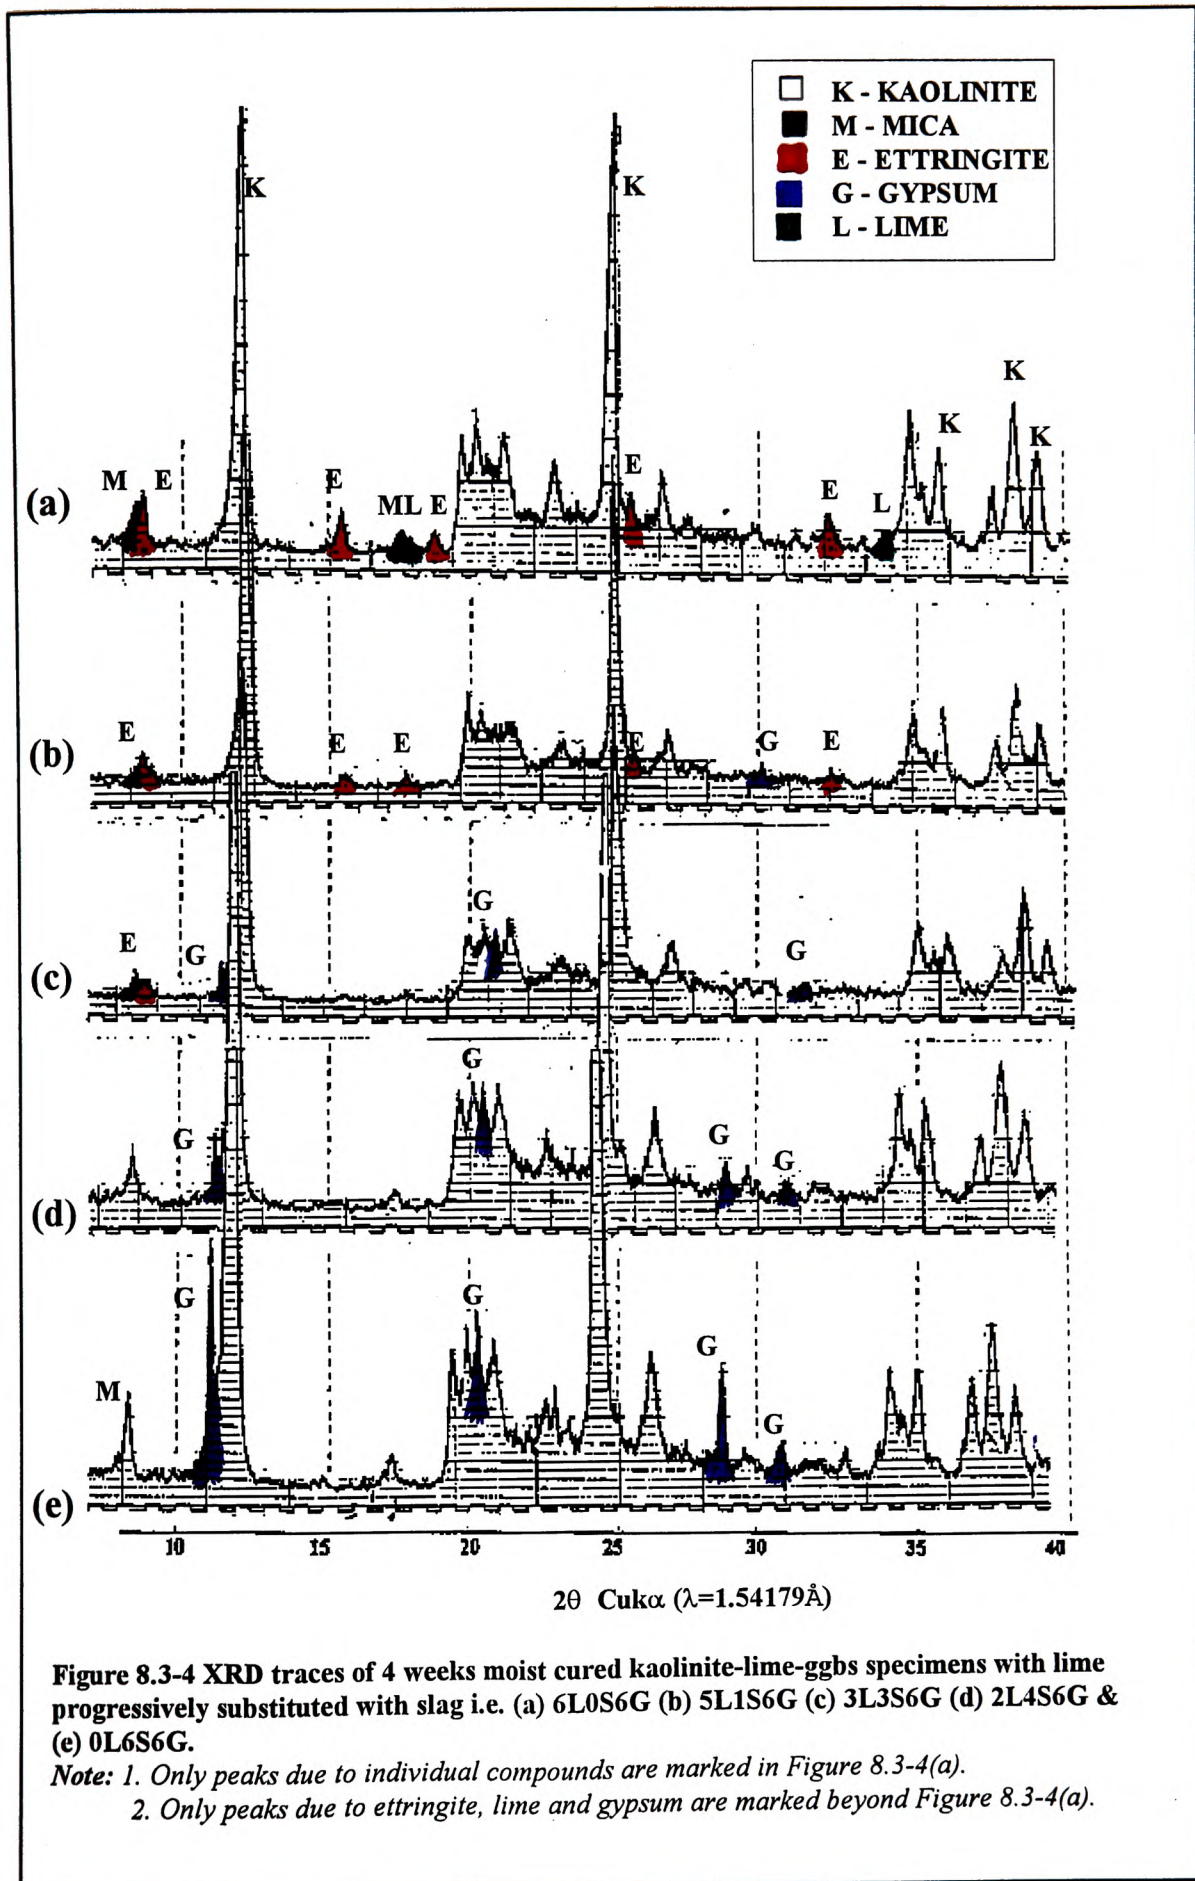 K - KAOLINITE
M - MICA
E - ETTRINGITE
G - GYPSUM
L - LIME
K
K
K
K
K
(a)
M E
E
ML E
E
E
L
(b)
E
E
E
E
G
E
(c)
E
G
G
G
(d)
G
G
G
G
(e)
M
G
G
G
G
10 15 20 25 30 35 40
2θ Cukα (λ=1.54179Å)
Figure 8.3-4 XRD traces of 4 weeks moist cured kaolinite-lime-ggbs specimens with lime
progressively substituted with slag i.e. (a) 6L0S6G (b) 5L1S6G (c) 3L3S6G (d) 2L4S6G &
(e) 0L6S6G.
Note: 1. Only peaks due to individual compounds are marked in Figure 8.3-4(a).
2. Only peaks due to ettringite, lime and gypsum are marked beyond Figure 8.3-4(a).